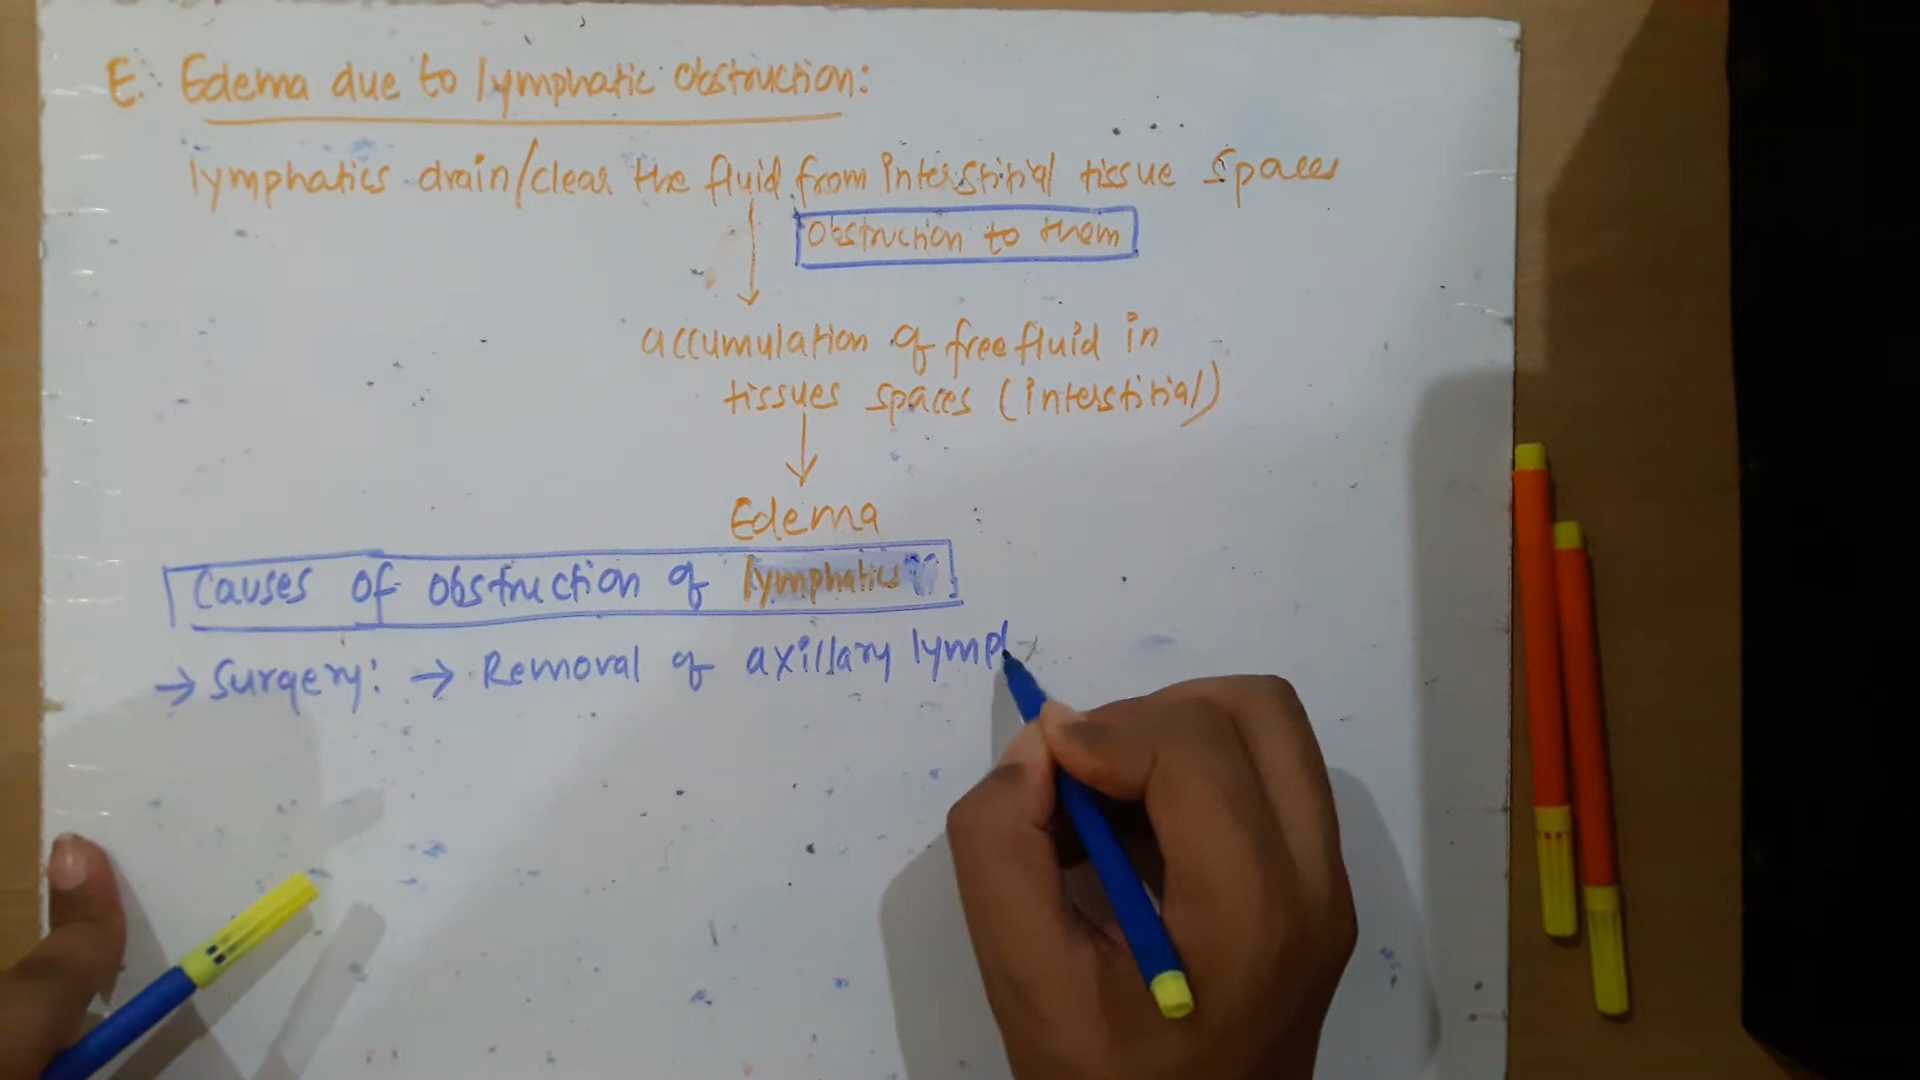 E. Edema due to lymphatic obstruction:
lymphatics drain/clear the fluid from interstitial tissue spaces
obstruction to them
accumulation of free fluid in
tissues spaces (interstitial)
Edema
Causes of obstruction of lymphatics
→ Surgery: → Removal of axillary lymph